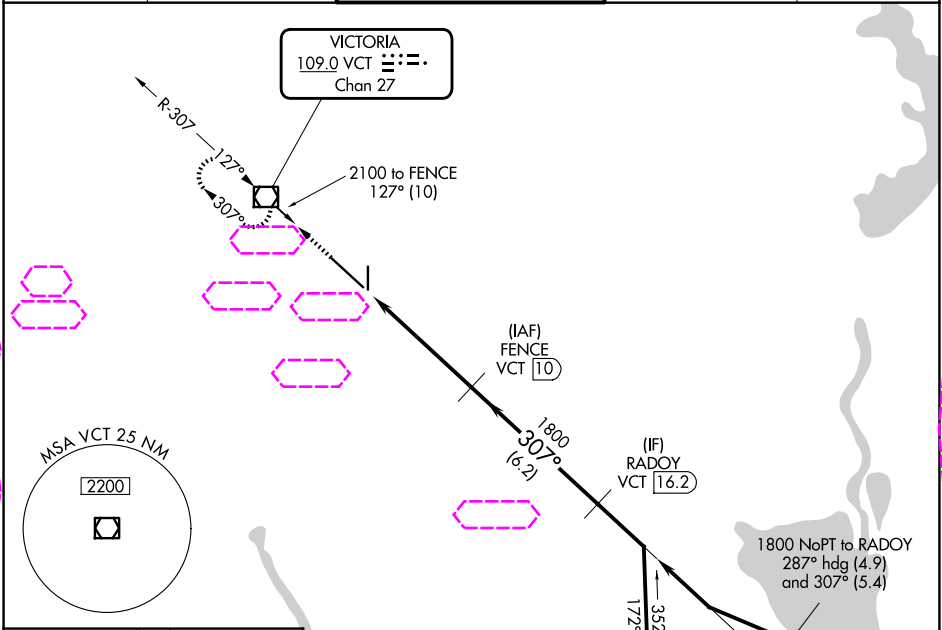 VICTORIA
109.0 VCT
Chan 27
R-307
127°
307°
2100 to FENCE
127° (10)
(IAF)
FENCE
VCT 10
1800
307°
(6.2)
(IF)
RADOY
VCT 16.2
MSA VCT 25 NM
2200
1800 NoPT to RADOY
287° hdg (4.9)
and 307° (5.4)
172°
352